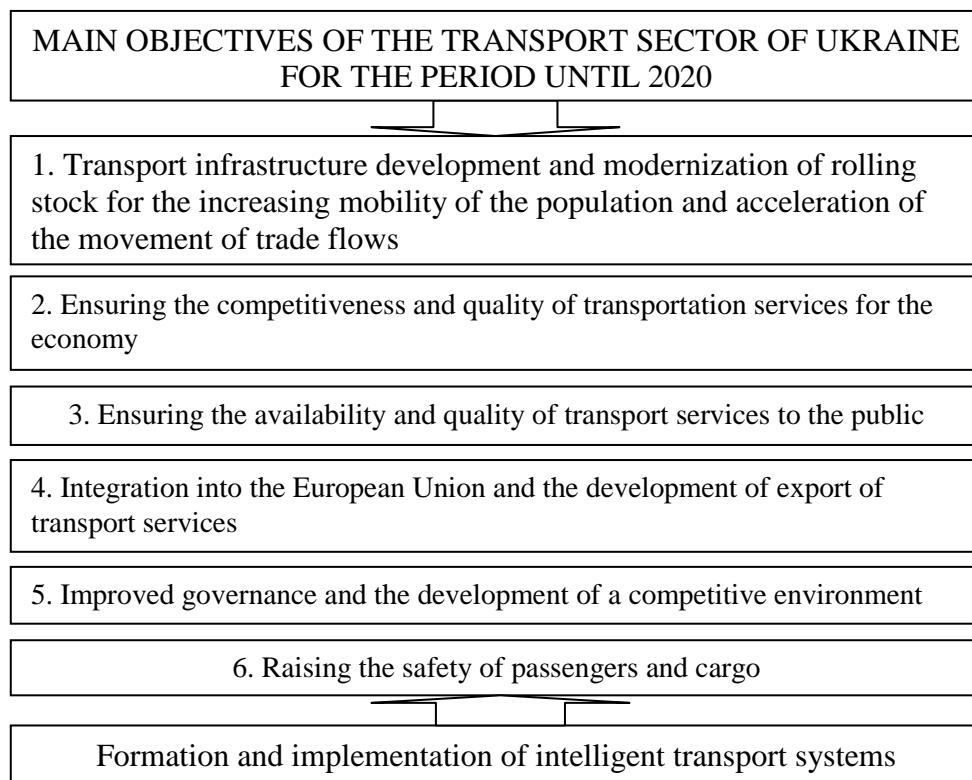 MAIN OBJECTIVES OF THE TRANSPORT SECTOR OF UKRAINE
FOR THE PERIOD UNTIL 2020
1. Transport infrastructure development and modernization of rolling
stock for the increasing mobility of the population and acceleration of
the movement of trade flows
2. Ensuring the competitiveness and quality of transportation services for the
economy
3. Ensuring the availability and quality of transport services to the public
4. Integration into the European Union and the development of export of
transport services
5. Improved governance and the development of a competitive environment
6. Raising the safety of passengers and cargo
Formation and implementation of intelligent transport systems